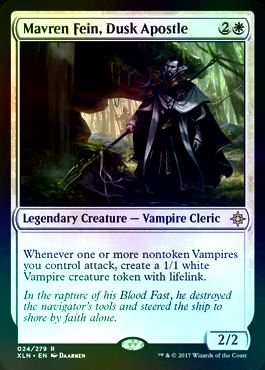 Mavren Fein, Dusk Apostle 2
Legendary Creature — Vampire Cleric
Whenever one or more nontoken Vampires
you control attack, create a 1/1 white
Vampire creature token with lifelink.
In the rapture of his Blood Fast, he destroyed
the navigator's tools and steered the ship to
shore by faith alone.
2/2
024/279 R
XLN • EN DAARKEN
™ & © 2017 Wizards of the Coast